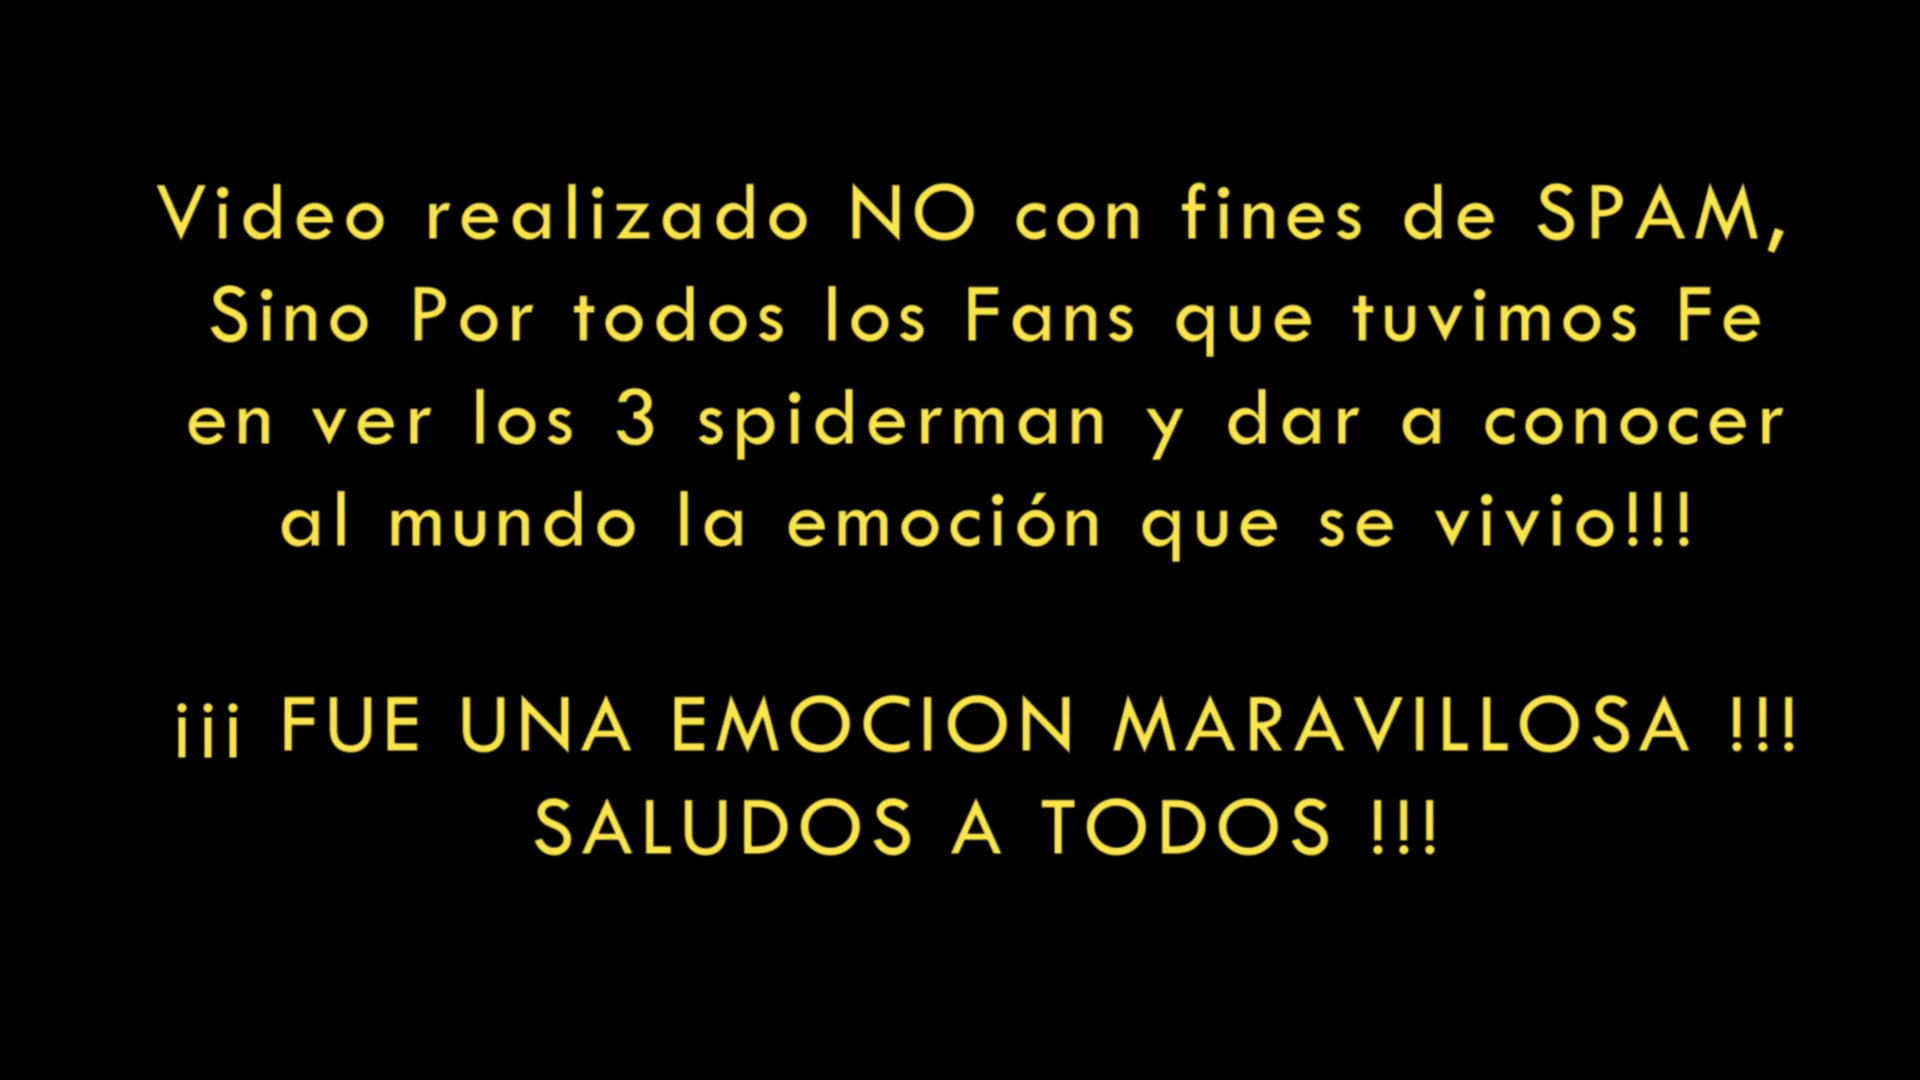 Video realizado NO con fines de SPAM,
Sino Por todos los Fans que tuvimos Fe
en ver los 3 spiderman y dar a conocer
al mundo la emoción que se vivio!!!
¡¡¡ FUE UNA EMOCION MARAVILLOSA !!!
SALUDOS A TODOS !!!